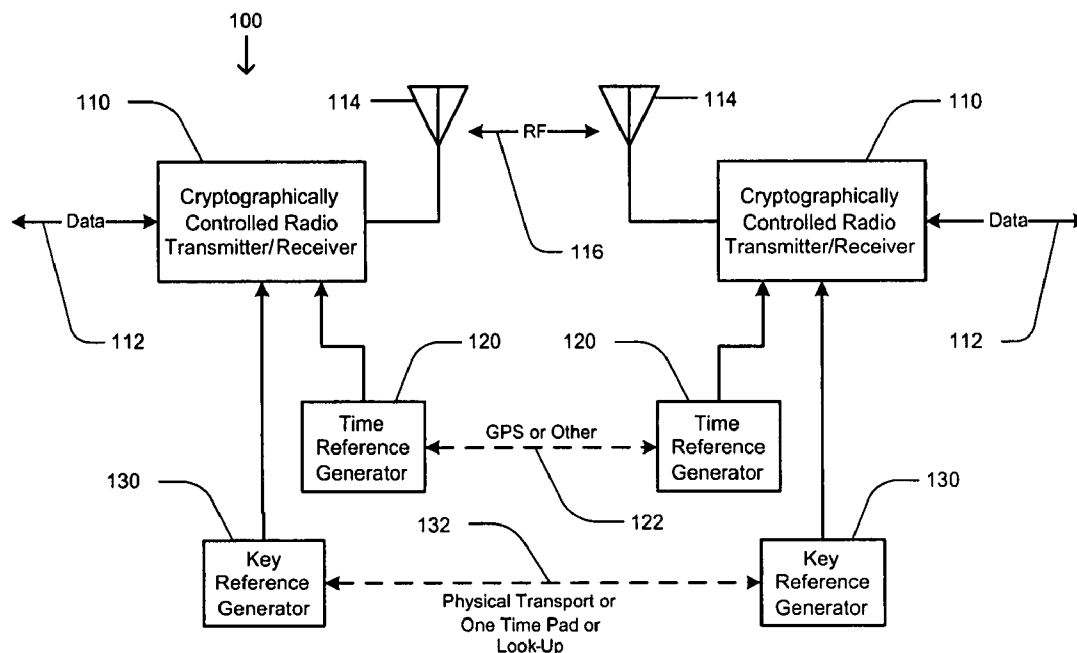 100
110
114
114
110
RF
Cryptographically
Controlled Radio
Transmitter/Receiver
Cryptographically
Controlled Radio
Transmitter/Receiver
Data
Data
116
112
120
120
112
Time
Reference
Generator
GPS or Other
Time
Reference
Generator
130
132
122
130
Key
Reference
Generator
Key
Reference
Generator
Physical Transport or
One Time Pad or
Look-Up